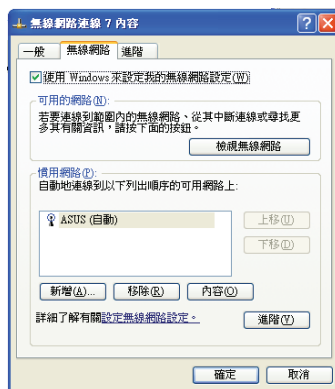 無線網路連線 7 內容
一般 無線網路 進階
使用 Windows 來設定我的無線網路設定(W)
可用的網路(N):
若要連線到範圍內的無線網路、從其中斷連線或尋找更
多其有關資訊，請按下面的按鈕。
檢視無線網路
慣用網路(P):
自動地連線到以下列出順序的可用網路上:
ASUS (自動)
上移(U)
下移(D)
新增(A)... 移除(R) 內容(O)
詳細了解有關設定無線網路設定。
進階(V)
確定 取消